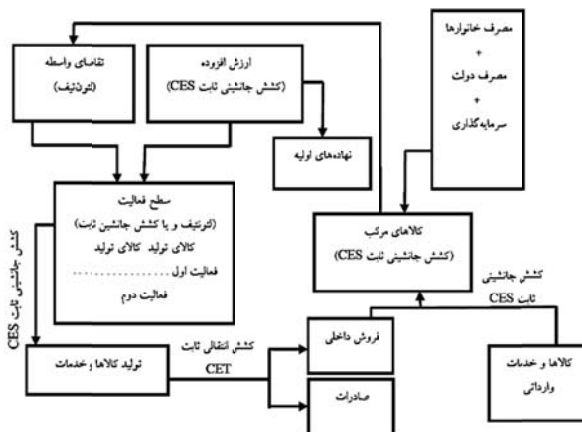 تقاضای واسطه
(لئون‌تیف)
ارزش افزوده
(کشش جانشینی ثابت CES)
مصرف خانوارها
+
مصرف دولت
+
سرمایه‌گذاری
نهاده‌های اولیه
سطح فعالیت
(لئونتیف و یا کشش جانشین ثابت)
کالای تولید کالای تولید
فعالیت اول ..............
فعالیت دوم
کالاهای مرتب
(کشش جانشینی ثابت CES)
کشش جانشینی ثابت CES
کشش جانشینی
ثابت CES
تولید کالاها و خدمات
کشش انتقالی ثابت
CET
فروش داخلی
صادرات
کالاها و خدمات
وارداتی